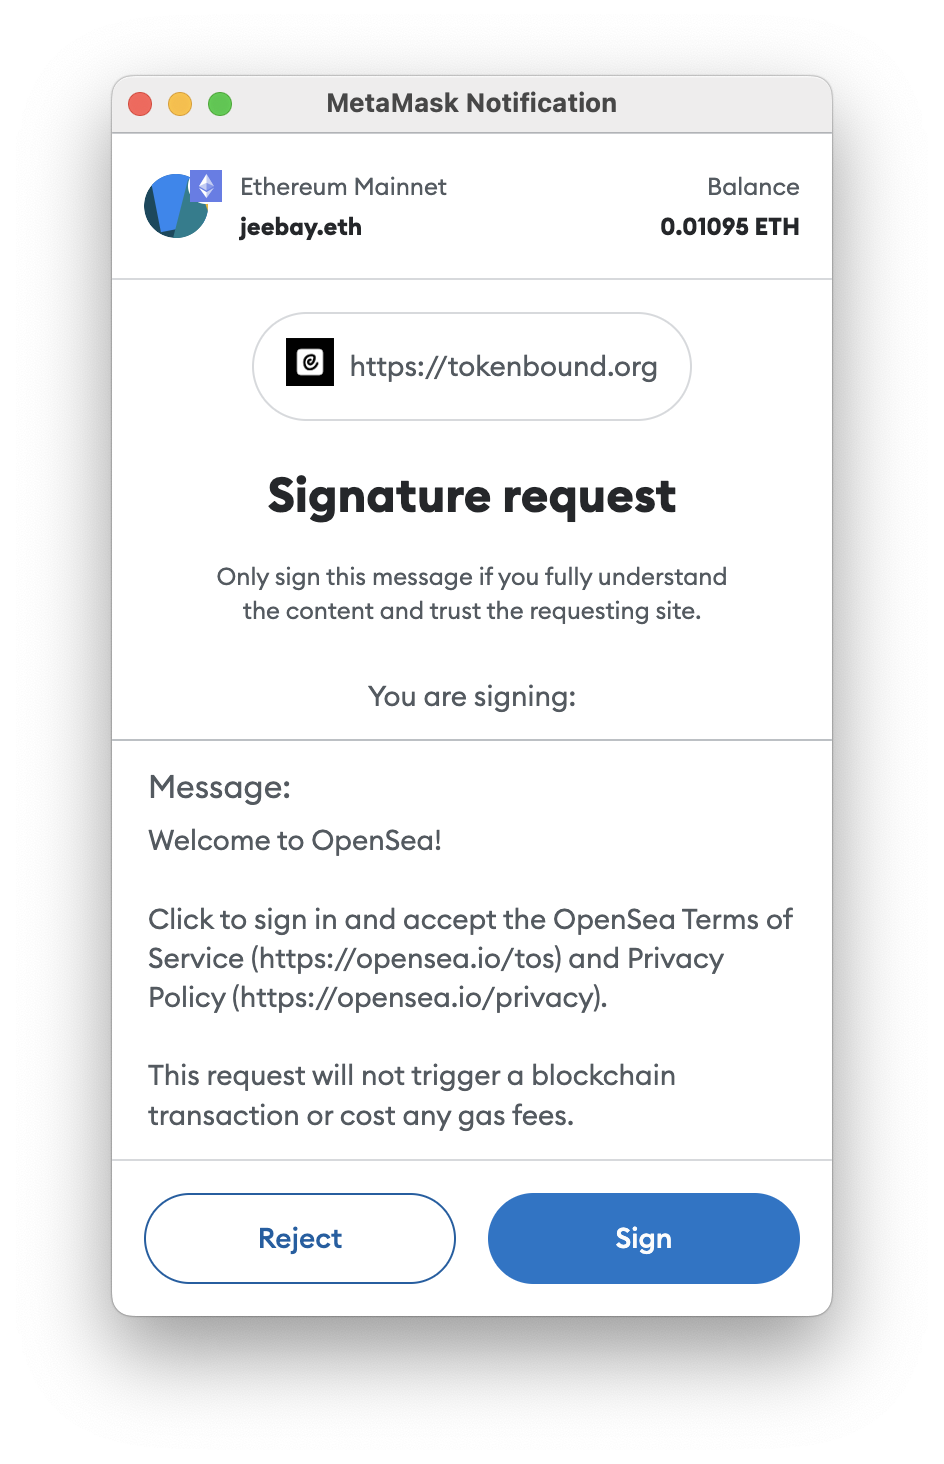 MetaMask Notification
Ethereum Mainnet
jeebay.eth
Balance
0.01095 ETH
https://tokenbound.org
Signature request
Only sign this message if you fully understand
the content and trust the requesting site.
You are signing:
Message:
Welcome to OpenSea!
Click to sign in and accept the OpenSea Terms of
Service (https://opensea.io/tos) and Privacy
Policy (https://opensea.io/privacy).
This request will not trigger a blockchain
transaction or cost any gas fees.
Reject
Sign